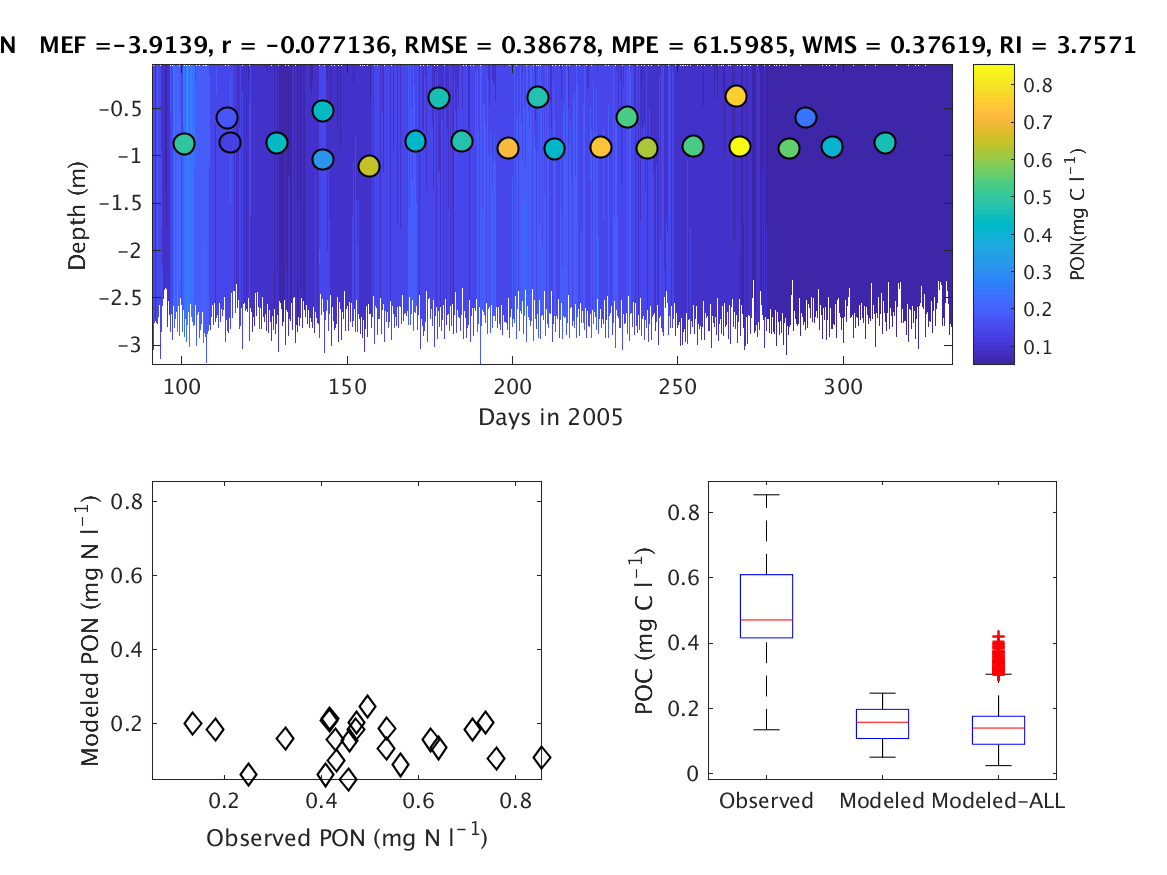 N MEF =-3.9139, r = -0.077136, RMSE = 0.38678, MPE = 61.5985, WMS = 0.37619, RI = 3.7571
Depth (m)
-0.5
-1
-1.5
-2
-2.5
-3
100 150 200 250 300
Days in 2005
0.8
0.7
0.6
0.5
0.4
0.3
0.2
0.1
PON(mg C l⁻¹)
Modeled PON (mg N l⁻¹)
0.8
0.6
0.4
0.2
0.2 0.4 0.6 0.8
Observed PON (mg N l⁻¹)
POC (mg C l⁻¹)
0.8
0.6
0.4
0.2
0
Observed Modeled Modeled-ALL